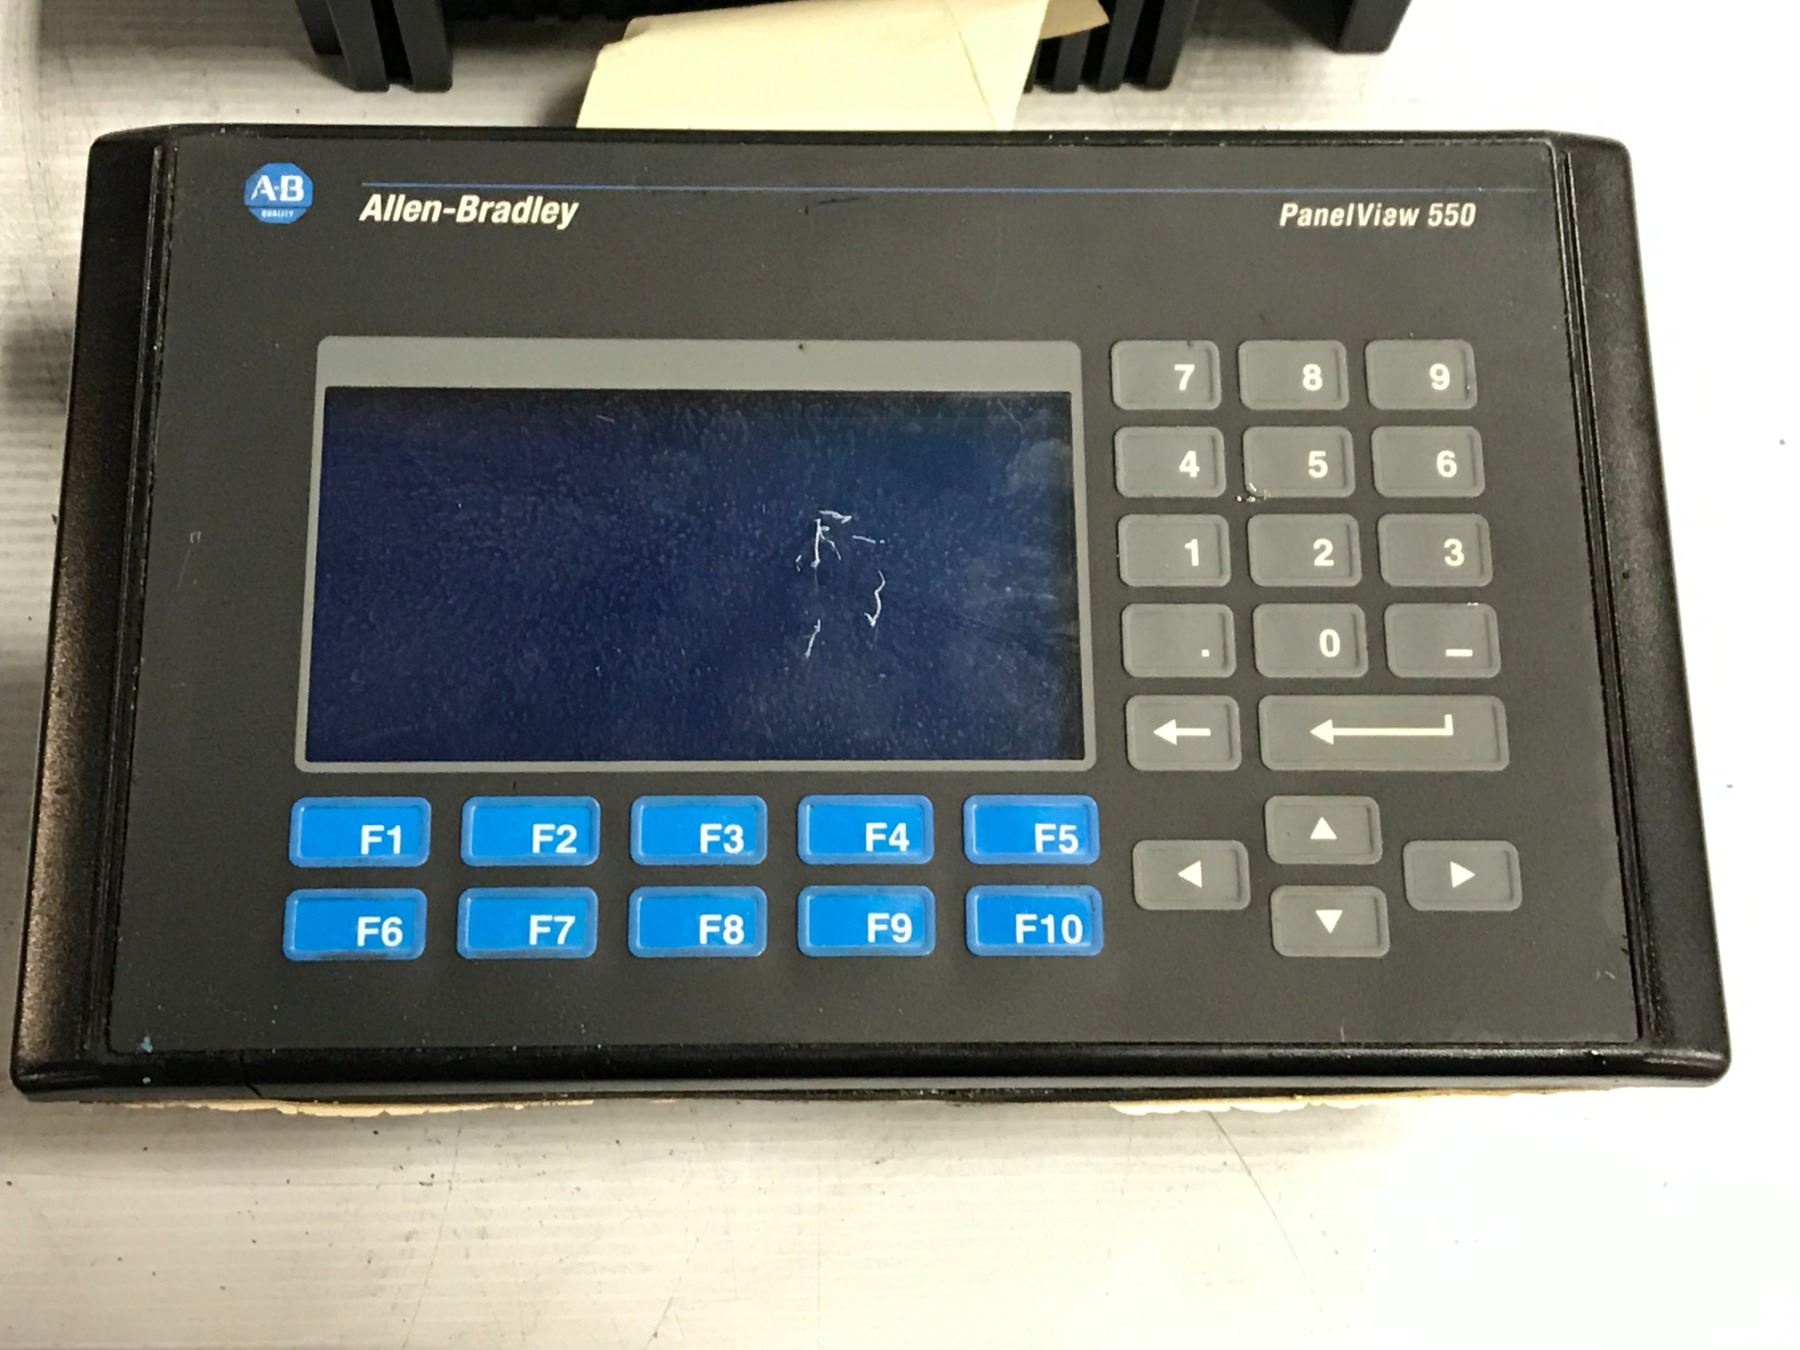 A-B
QUALITY
Allen-Bradley
PanelView 550
7 8 9
4 5 6
1 2 3
. 0 –
F1 F2 F3 F4 F5
F6 F7 F8 F9 F10